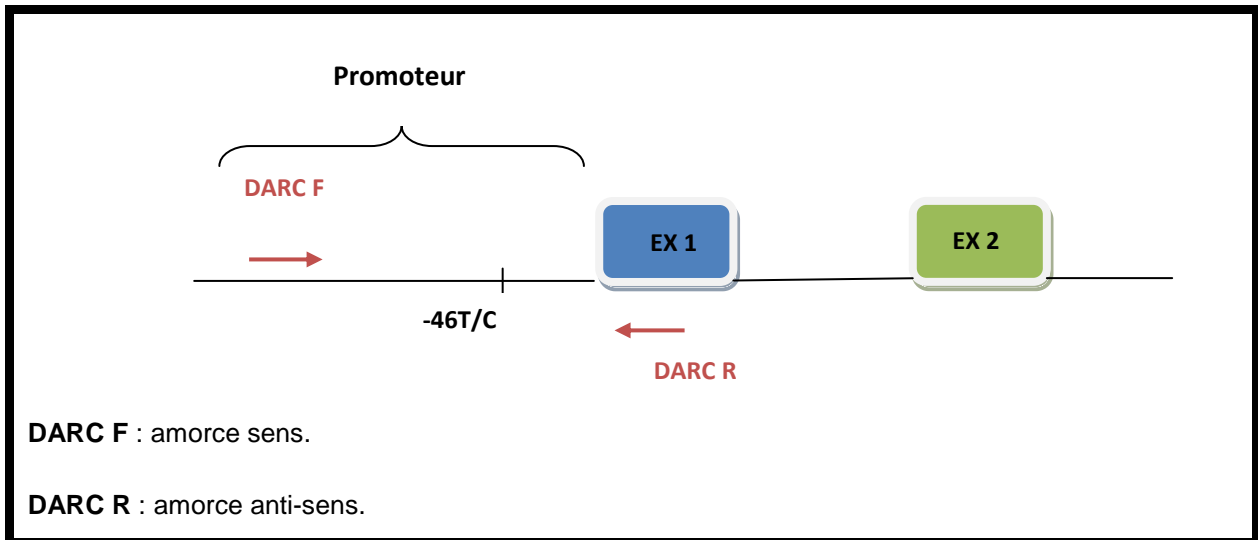 Promoteur
DARC F
EX 1
EX 2
-46T/C
DARC R
DARC F : amorce sens.
DARC R : amorce anti-sens.